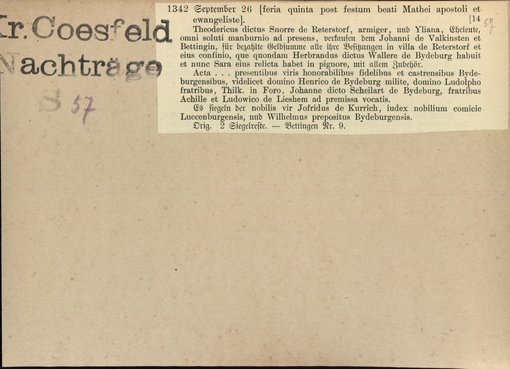 Kr. Coesfeld
Nachträge
S 57
1342 September 26 [feria quinta post festum beati Mathei apostoli et
ewangeliste]. [14
57
Theodericus dictus Snorre de Reterstorf, armiger, und Yliana, Eheleute,
omni soluti manburnio ad presens, verkaufen dem Johanni de Valkinsten et
Bettingin, für bezahlte Geldsumme alle ihre Besitzungen in villa de Reterstorf et
eius confinio, que quondam Herbrandus dictus Wallere de Bydeburg habuit
et nunc Sara eius relicta habet in pignore, mit allem Zubehör.
Acta . . . presentibus viris honorabilibus fidelibus et castrensibus Byde-
burgensibus, videlicet domino Henrico de Bydeburg milite, domino Ludolpho
fratribus, Thilk. in Foro, Johanne dicto Scheilart de Bydeburg, fratribus
Achille et Ludowico de Lieshem ad premissa vocatis.
Es siegeln der nobilis vir Jofridus de Kurrich, iudex nobilium comicie
Luccenburgensis, und Wilhelmus prepositus Bydeburgensis.
Orig. 2 Siegelreste. — Bettingen Nr. 9.